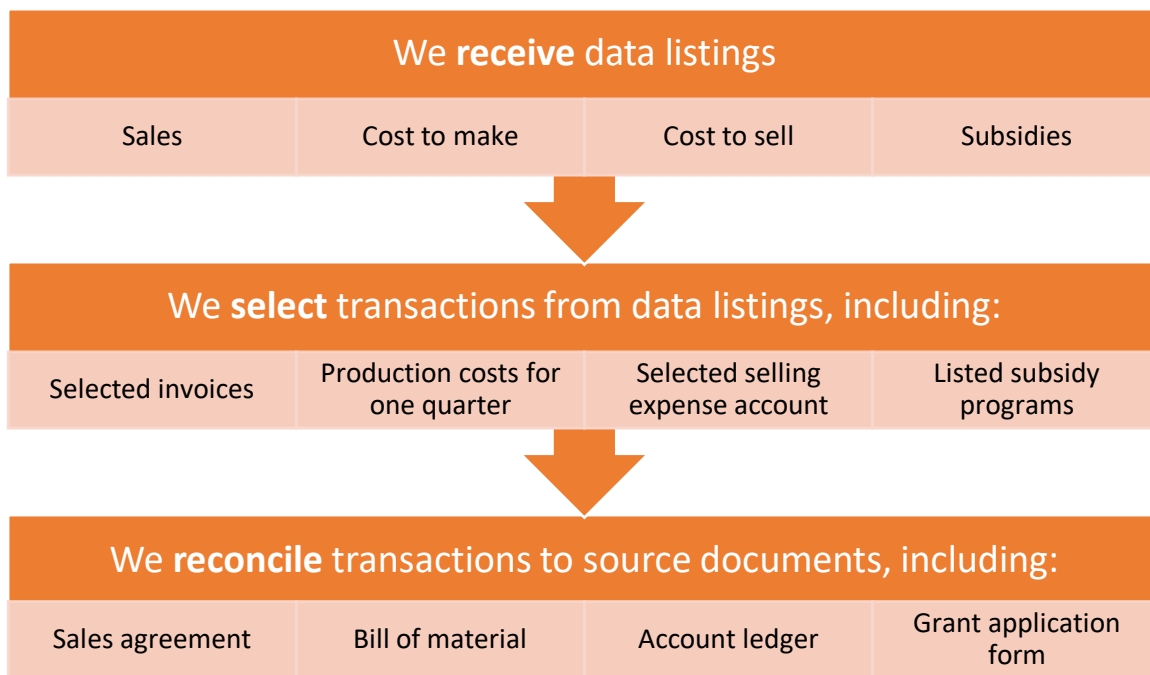 We receive data listings
Sales
Cost to make
Cost to sell
Subsidies
We select transactions from data listings, including:
Selected invoices
Production costs for
one quarter
Selected selling
expense account
Listed subsidy
programs
We reconcile transactions to source documents, including:
Sales agreement
Bill of material
Account ledger
Grant application
form